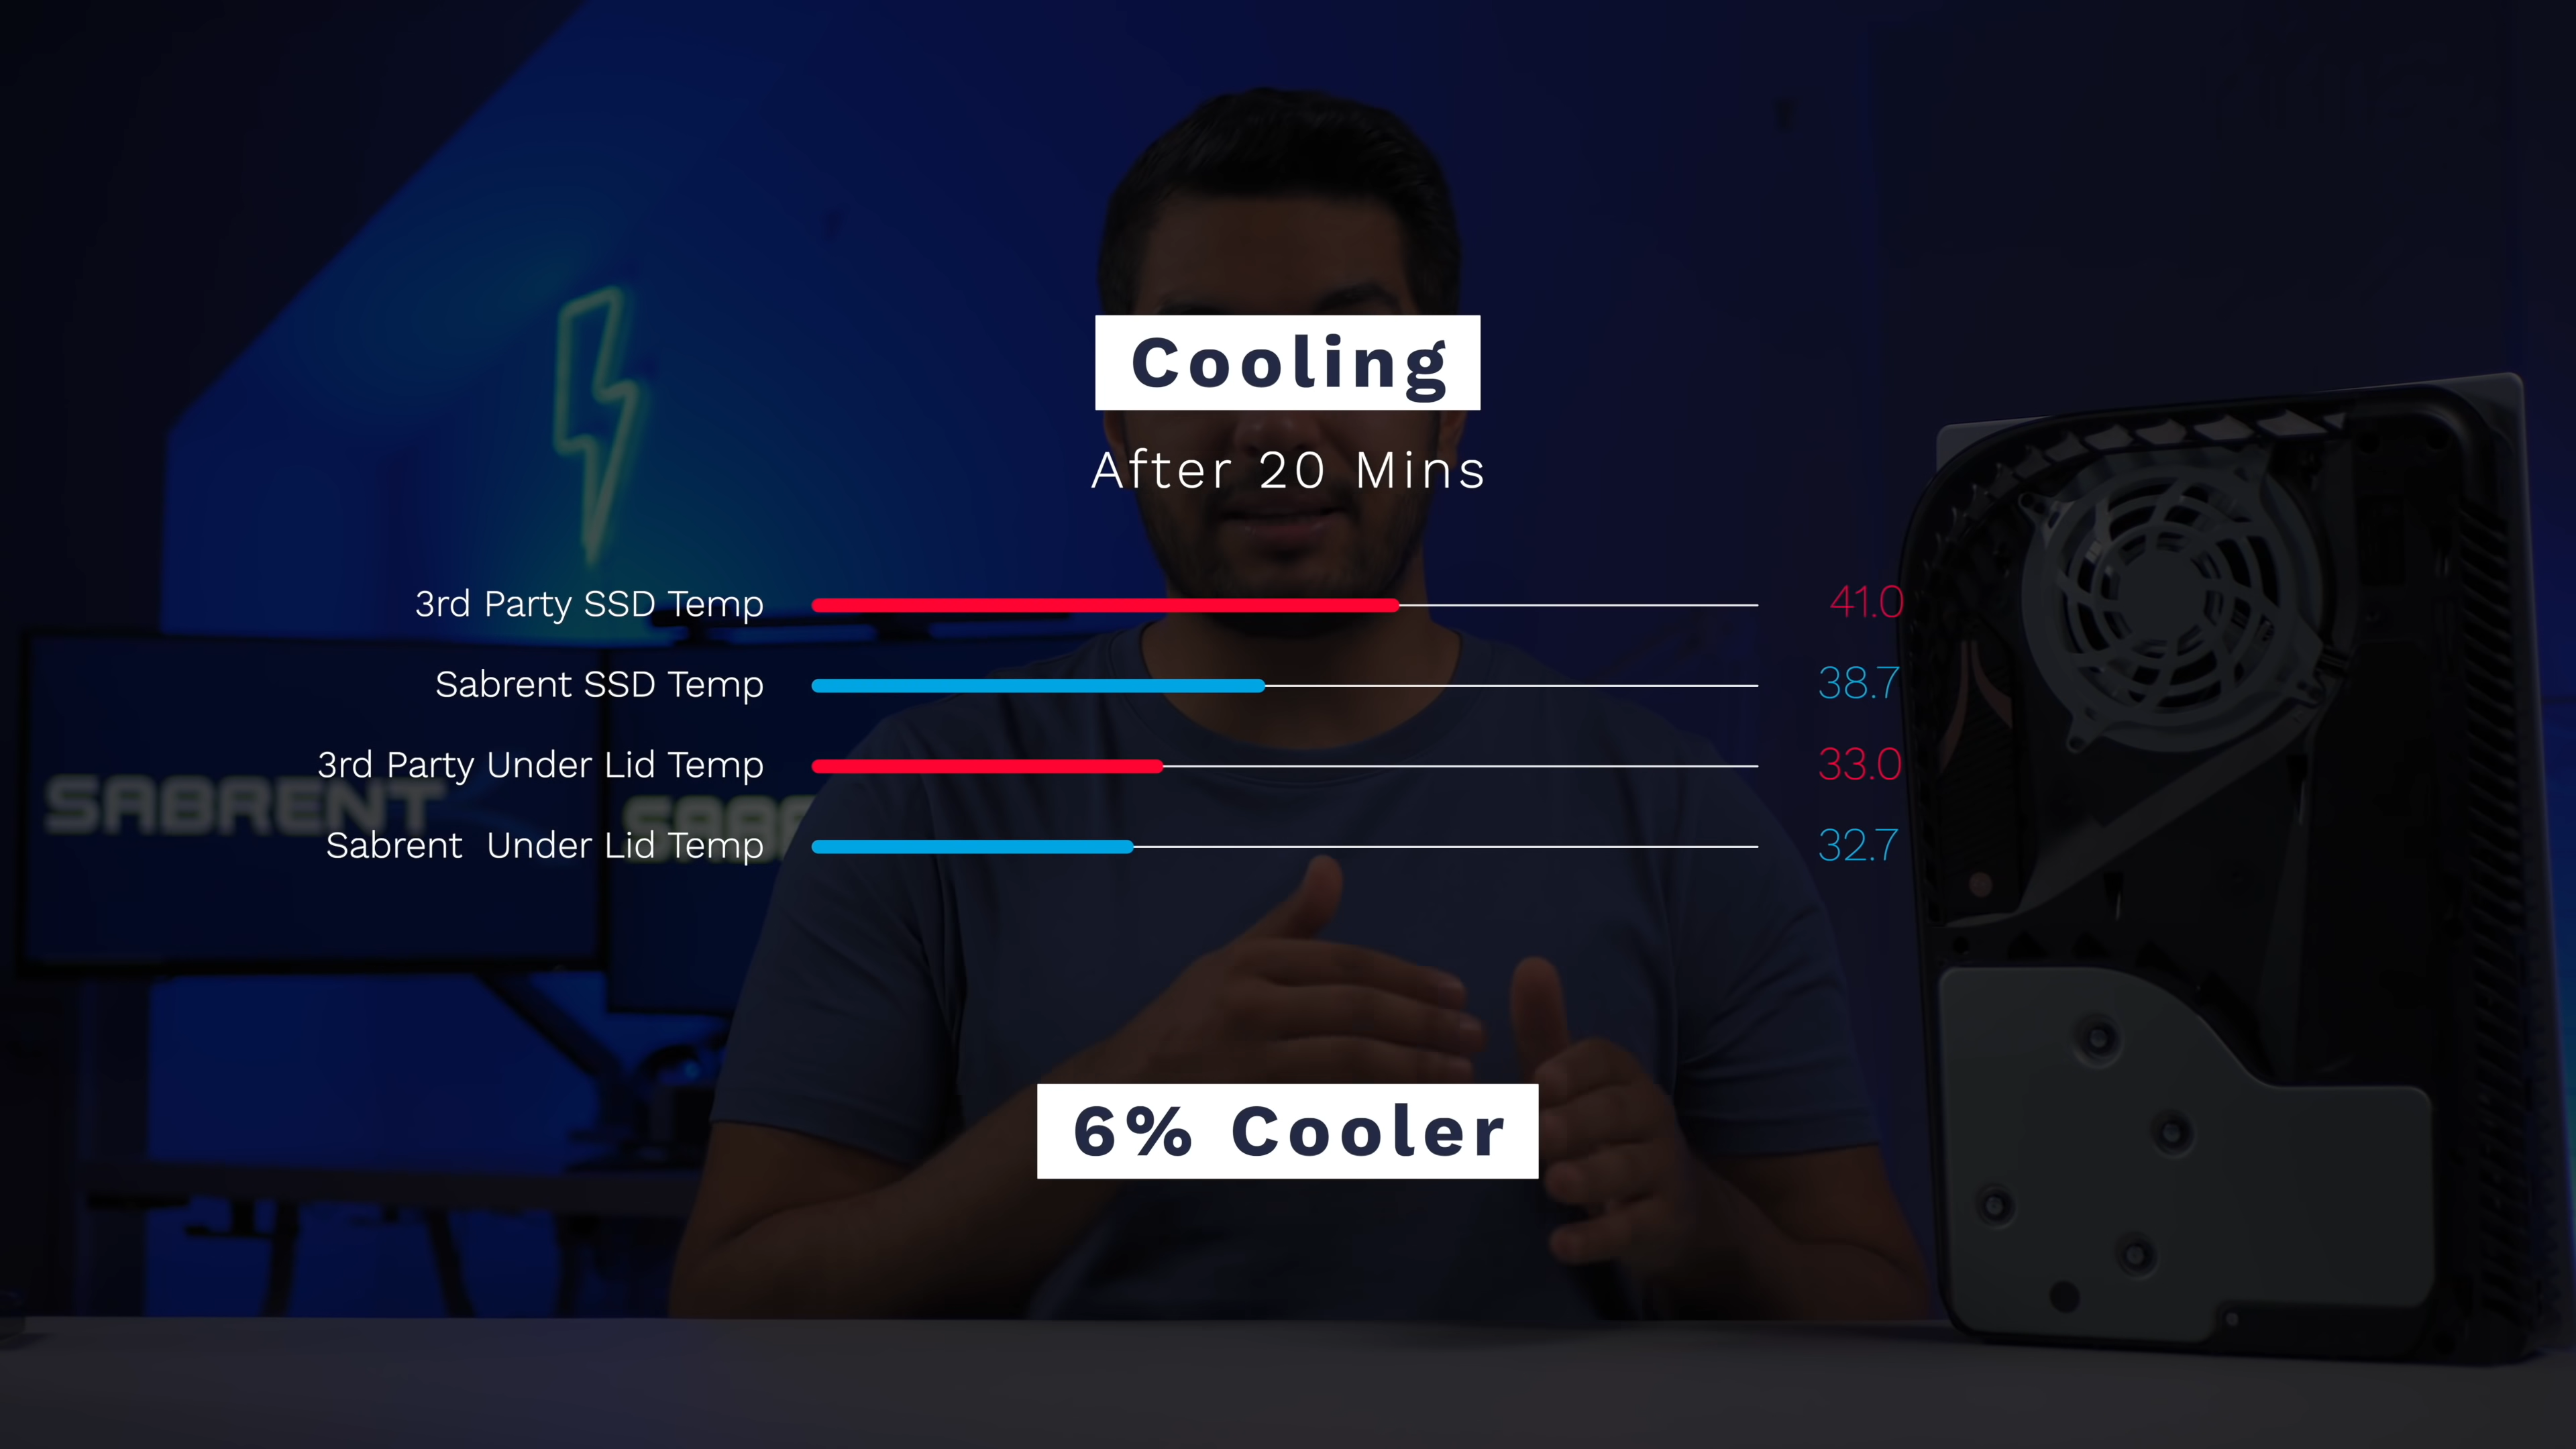 Cooling
After 20 Mins
3rd Party SSD Temp 41.0
Sabrent SSD Temp 38.7
3rd Party Under Lid Temp 33.0
SABRENT
Sabrent Under Lid Temp 32.7
6% Cooler